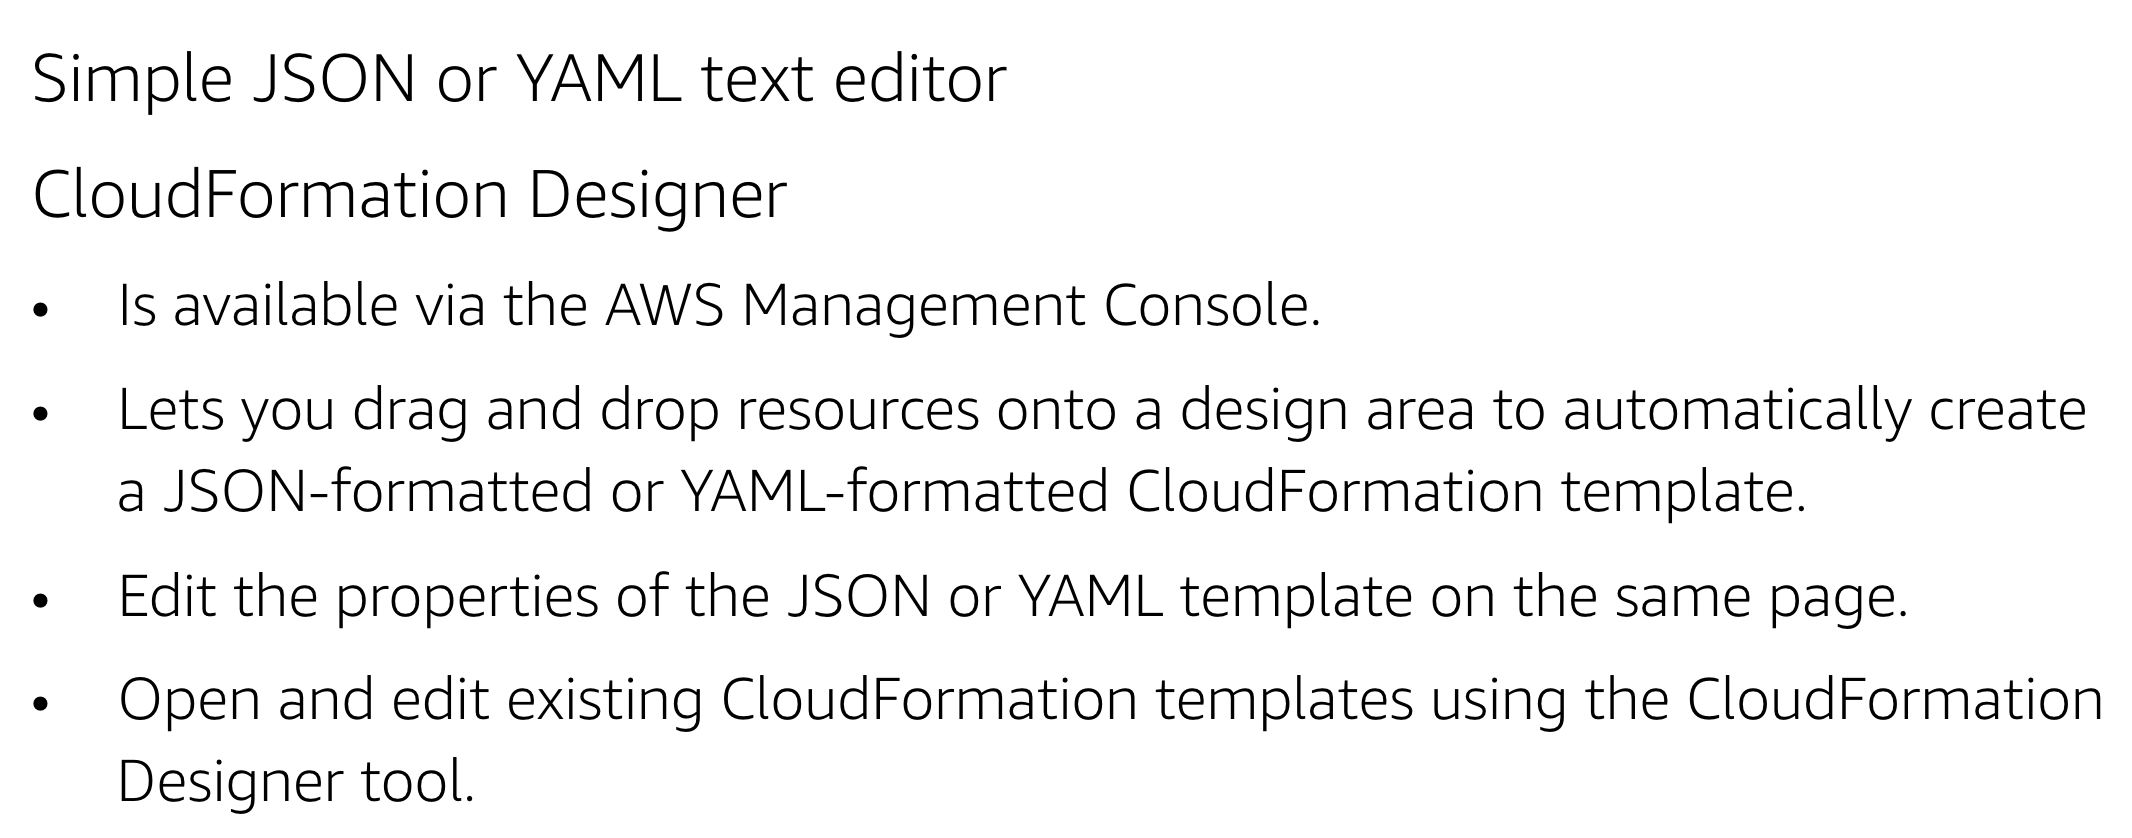 Simple JSON or YAML text editor
CloudFormation Designer
• Is available via the AWS Management Console.
• Lets you drag and drop resources onto a design area to automatically create
a JSON-formatted or YAML-formatted CloudFormation template.
• Edit the properties of the JSON or YAML template on the same page.
• Open and edit existing CloudFormation templates using the CloudFormation
Designer tool.